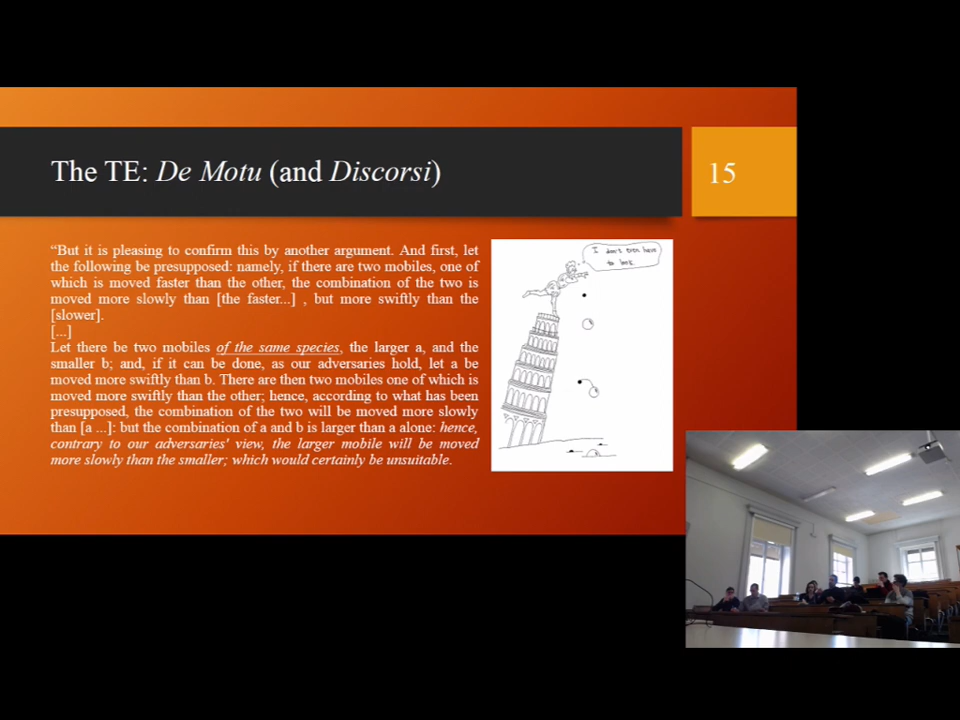 The TE: De Motu (and Discorsi)
15
“But it is pleasing to confirm this by another argument. And first, let
the following be presupposed: namely, if there are two mobiles, one of
which is moved faster than the other, the combination of the two is
moved more slowly than [the faster...] , but more swiftly than the
[slower].
[...]
Let there be two mobiles of the same species, the larger a, and the
smaller b; and, if it can be done, as our adversaries hold, let a be
moved more swiftly than b. There are then two mobiles one of which is
moved more swiftly than the other; hence, according to what has been
presupposed, the combination of the two will be moved more slowly
than [a ...]: but the combination of a and b is larger than a alone: hence,
contrary to our adversaries' view, the larger mobile will be moved
more slowly than the smaller; which would certainly be unsuitable.
I don't even have
to look